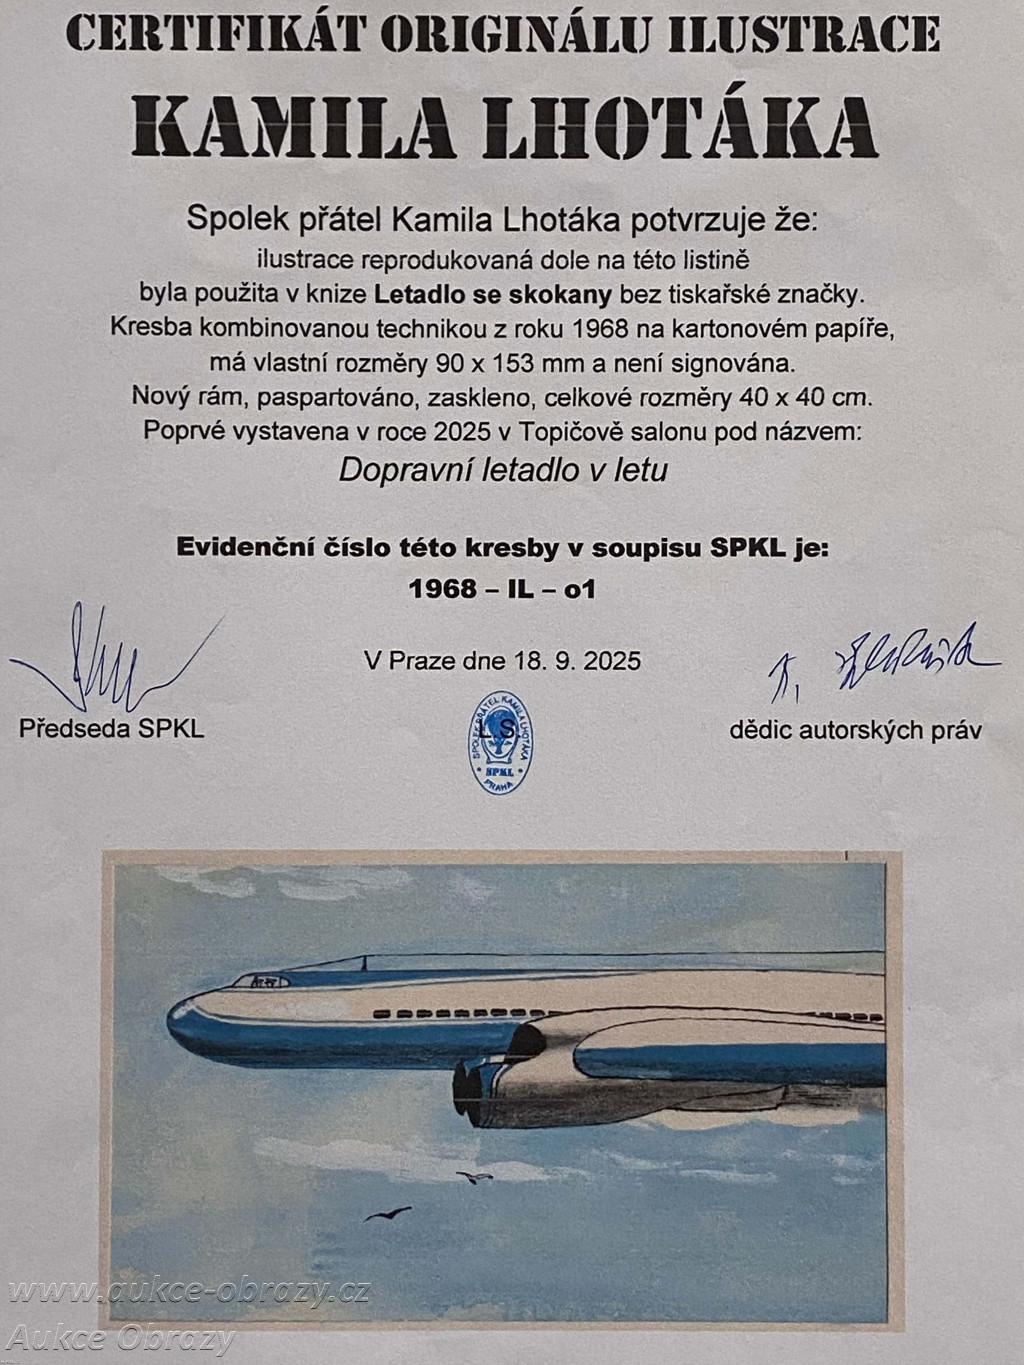 CERTIFIKÁT ORIGINÁLU ILUSTRACE
KAMILA LHOTÁKA
Spolek přátel Kamila Lhotáka potvrzuje že:
ilustrace reprodukovaná dole na této listině
byla použita v knize Letadlo se skokany bez tiskařské značky.
Kresba kombinovanou technikou z roku 1968 na kartonovém papíře,
má vlastní rozměry 90 x 153 mm a není signována.
Nový rám, paspartováno, zaskleno, celkové rozměry 40 x 40 cm.
Poprvé vystavena v roce 2025 v Topičově salonu pod názvem:
Dopravní letadlo v letu
Evidenční číslo této kresby v soupisu SPKL je:
1968 – IL – o1
V Praze dne 18. 9. 2025
Předseda SPKL
L.S.
SPOLEK PŘÁTEL KAMILA LHOTÁKA
SPKL
PRAHA
dědic autorských práv
www.aukce-obrazy.cz
Aukce Obrazy